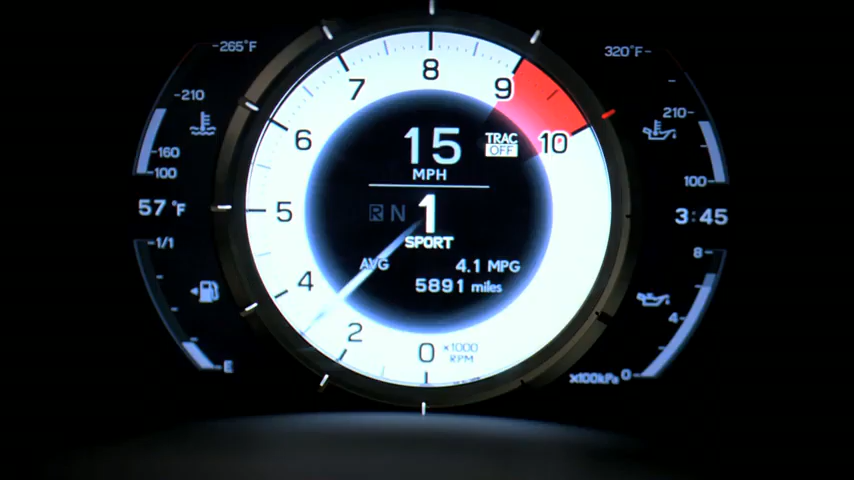 265°F
210
160
100
57 °F
1/1
E
8
7
9
6
10
5
4
2
0
×1000
RPM
15
MPH
TRAC
OFF
R N 1
SPORT
AVG 4.1 MPG
5891 miles
320°F
210
100
3:45
8
4
0
×100kPa